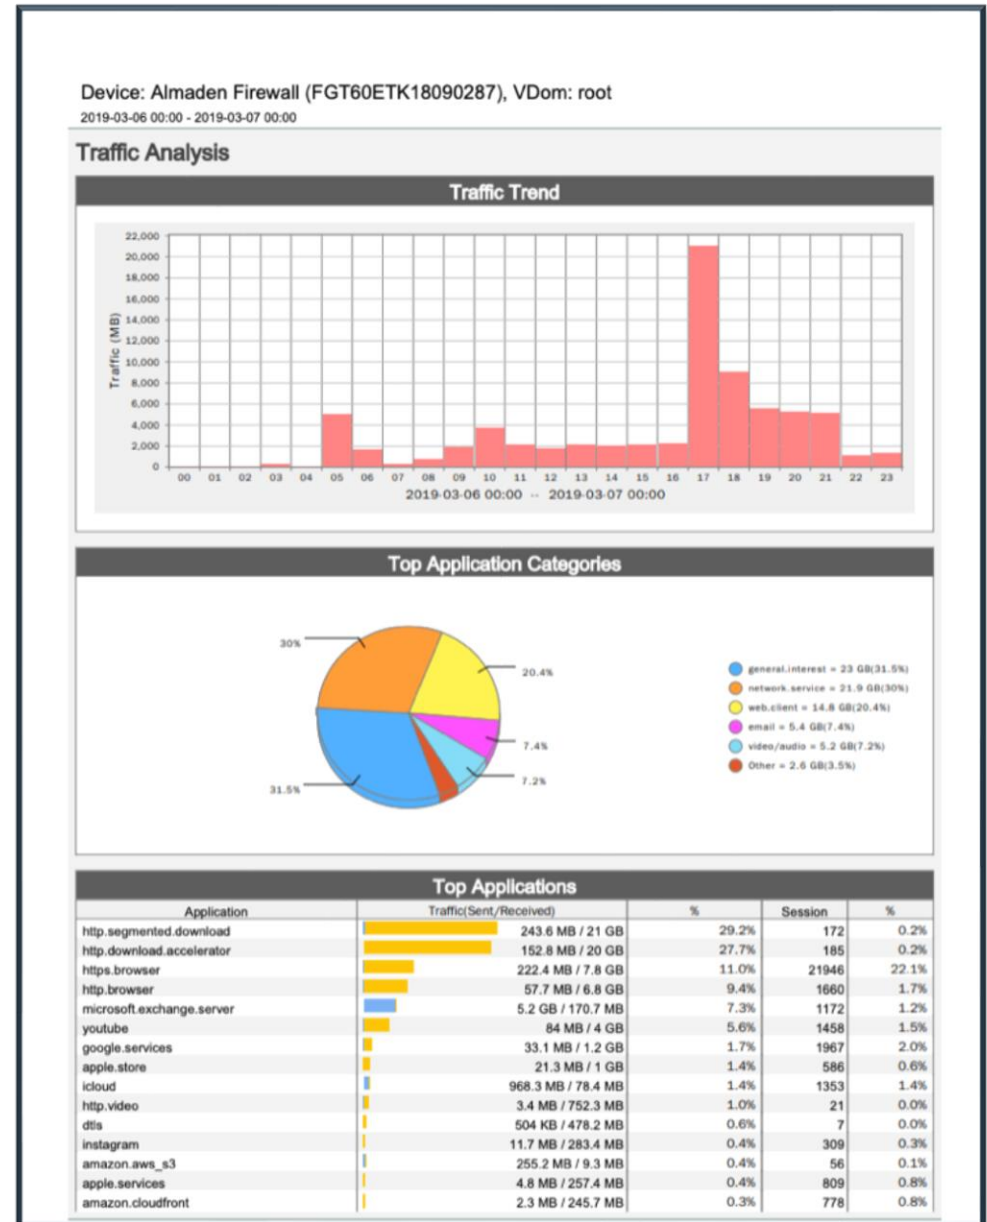 Device: Almaden Firewall (FGT60ETK18090287), VDom: root
2019-03-06 00:00 - 2019-03-07 00:00
Traffic Analysis
Traffic Trend
22,000
20,000
18,000
16,000
14,000
12,000
10,000
8,000
6,000
4,000
2,000
0
Traffic (MB)
00 01 02 03 04 05 06 07 08 09 10 11 12 13 14 15 16 17 18 19 20 21 22 23
2019-03-06 00:00 -- 2019-03-07 00:00
Top Application Categories
30%
20.4%
7.4%
7.2%
31.5%
general.interest = 23 GB(31.5%)
network.service = 21.9 GB(30%)
web.client = 14.8 GB(20.4%)
email = 5.4 GB(7.4%)
video/audio = 5.2 GB(7.2%)
Other = 2.6 GB(3.5%)
Top Applications
Application Traffic(Sent/Received) % Session %
http.segmented.download 243.6 MB / 21 GB 29.2% 172 0.2%
http.download.accelerator 152.8 MB / 20 GB 27.7% 185 0.2%
https.browser 222.4 MB / 7.8 GB 11.0% 21946 22.1%
http.browser 57.7 MB / 6.8 GB 9.4% 1660 1.7%
microsoft.exchange.server 5.2 GB / 170.7 MB 7.3% 1172 1.2%
youtube 84 MB / 4 GB 5.6% 1458 1.5%
google.services 33.1 MB / 1.2 GB 1.7% 1967 2.0%
apple.store 21.3 MB / 1 GB 1.4% 586 0.6%
icloud 968.3 MB / 78.4 MB 1.4% 1353 1.4%
http.video 3.4 MB / 752.3 MB 1.0% 21 0.0%
dtls 504 KB / 478.2 MB 0.6% 7 0.0%
instagram 11.7 MB / 283.4 MB 0.4% 309 0.3%
amazon.aws_s3 255.2 MB / 9.3 MB 0.4% 56 0.1%
apple.services 4.8 MB / 257.4 MB 0.4% 809 0.8%
amazon.cloudfront 2.3 MB / 245.7 MB 0.3% 778 0.8%